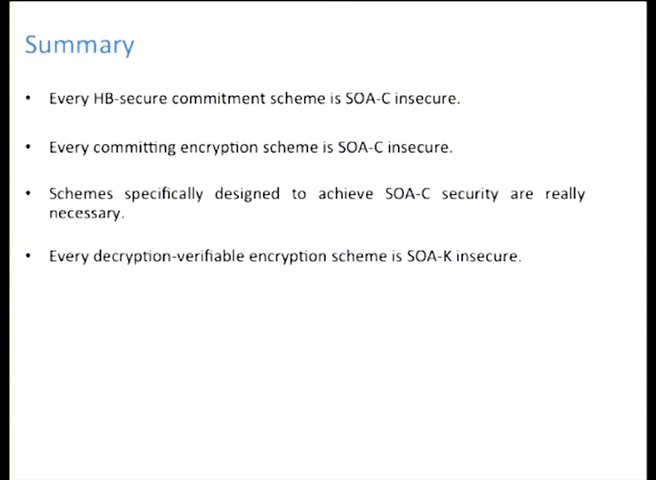 Summary
• Every HB-secure commitment scheme is SOA-C insecure.
• Every committing encryption scheme is SOA-C insecure.
• Schemes specifically designed to achieve SOA-C security are really
necessary.
• Every decryption-verifiable encryption scheme is SOA-K insecure.